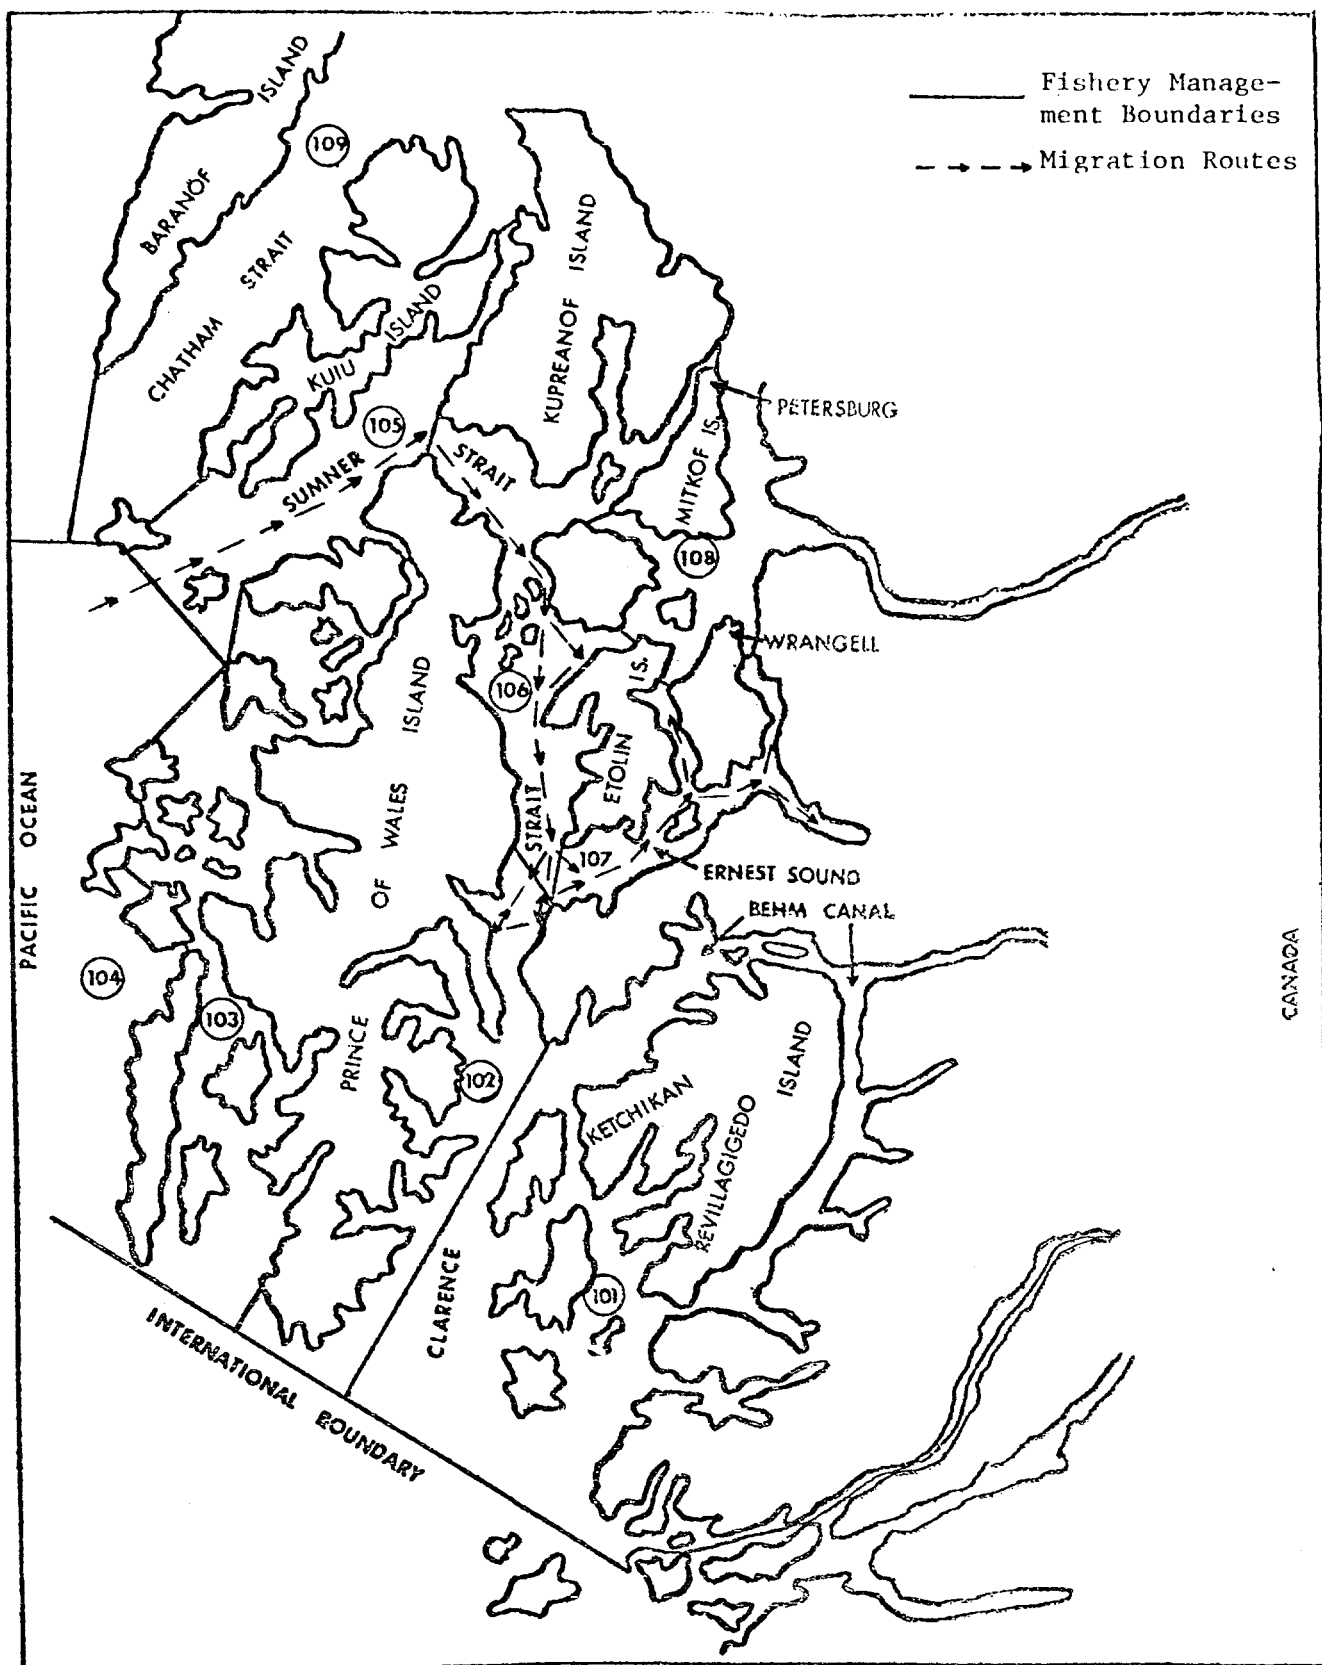 Fishery Manage-
ment Boundaries
Migration Routes
BARANOF ISLAND
109
CHATHAM STRAIT
KUIU ISLAND
KUPREANOF ISLAND
105
SUMNER STRAIT
PETERSBURG
MITKOF IS.
108
WRANGELL
106
ETOLIN IS.
STRAIT
107
ERNEST SOUND
BEHM CANAL
PACIFIC OCEAN
PRINCE OF WALES ISLAND
CANADA
104
103
102
KETCHIKAN
REVILLAGIGEDO ISLAND
101
CLARENCE
INTERNATIONAL BOUNDARY